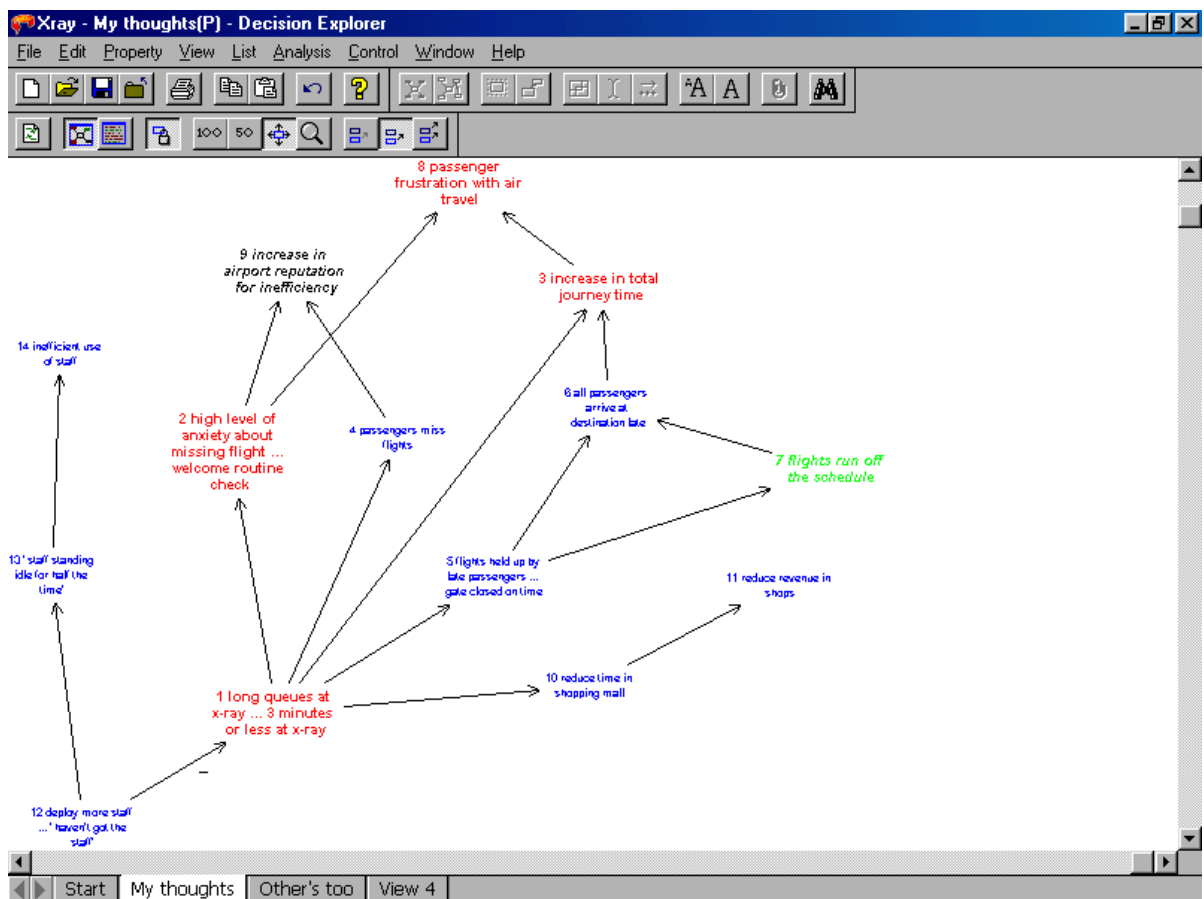 Xray - My thoughts(P) - Decision Explorer
File Edit Property View List Analysis Control Window Help
100 50
8 passenger
frustration with air
travel
9 increase in
airport reputation
for inefficiency
3 increase in total
journey time
14 inefficient use
of staff
6 all passengers
arrive at
destination late
2 high level of
anxiety about
missing flight ...
welcome routine
check
4 passengers miss
flights
7 flights run off
the schedule
13 'staff standing
idle for half the
time'
5 flights held up by
late passengers ...
gate closed on time
11 reduce revenue in
shops
10 reduce time in
shopping mall
1 long queues at
x-ray ... 3 minutes
or less at x-ray
–
12 deploy more staff
...' haven't got the
staff'
Start My thoughts Other's too View 4